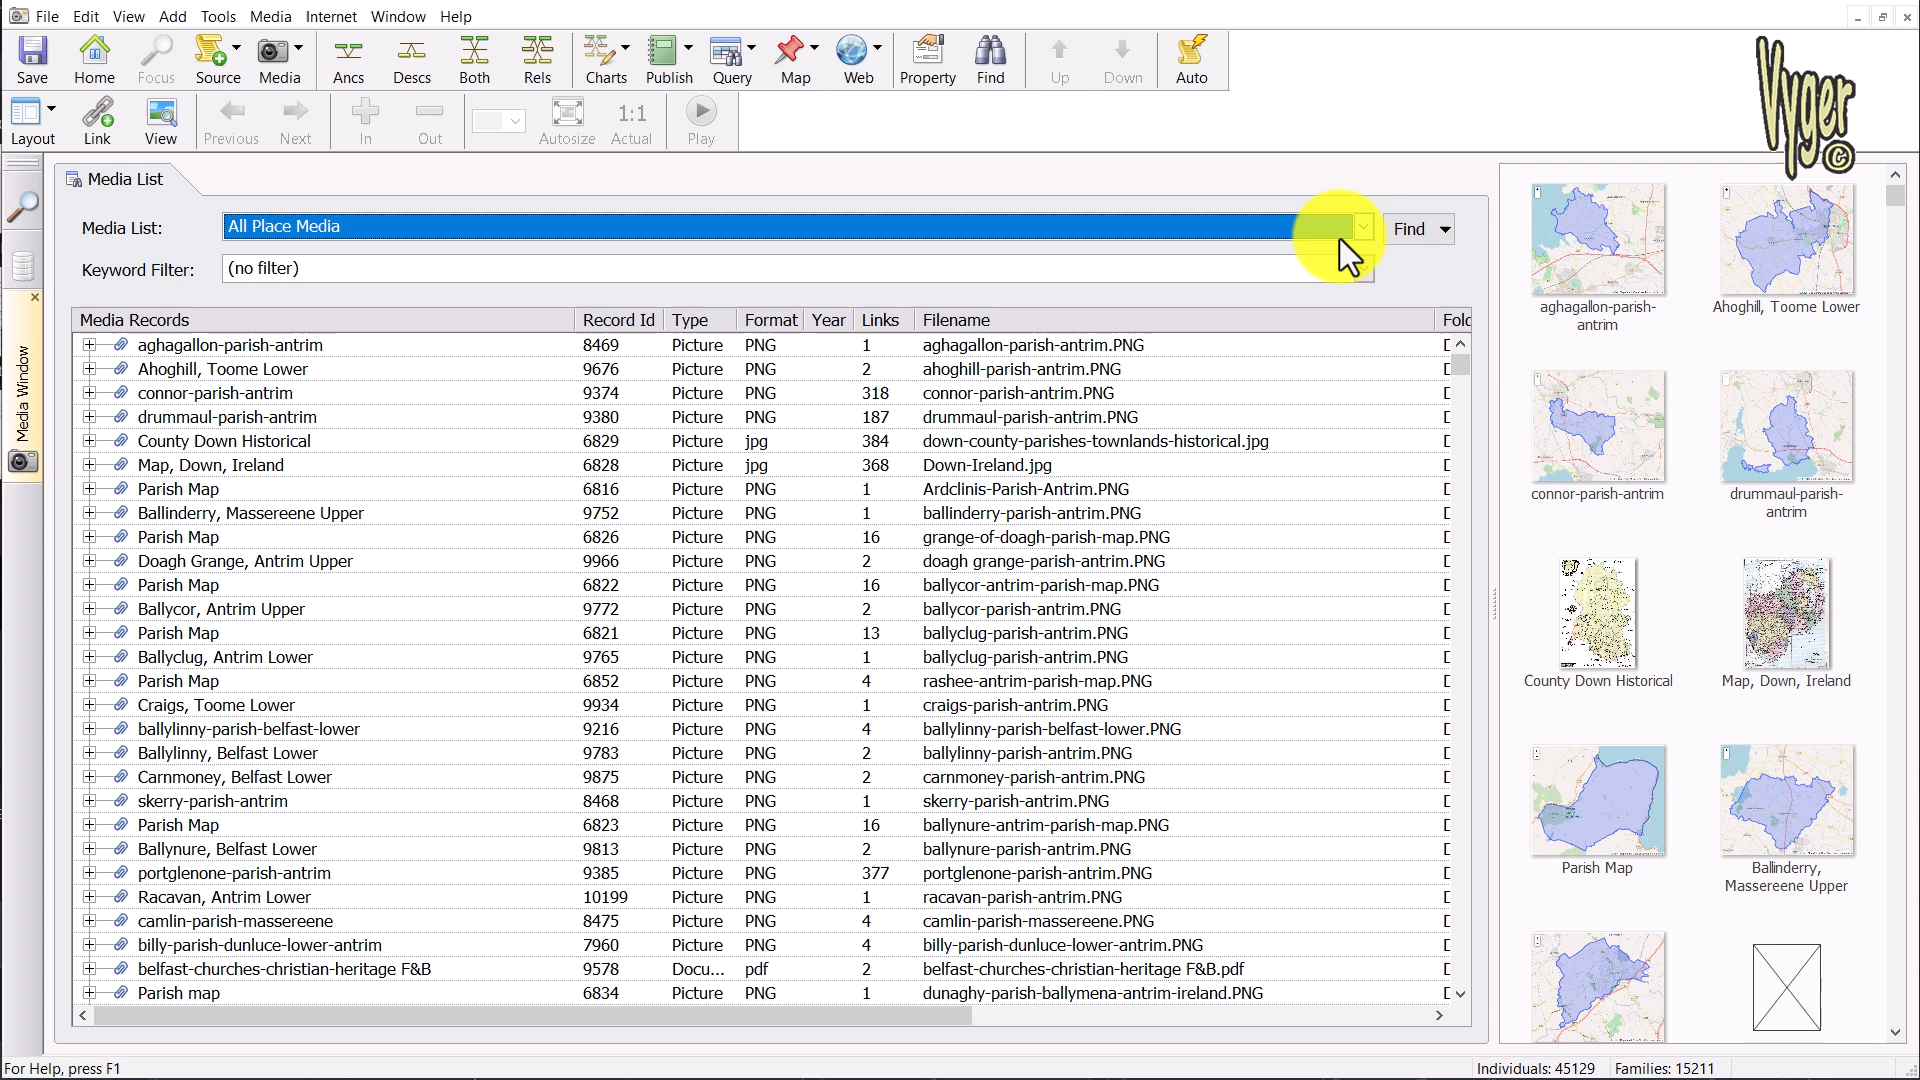 File Edit View Add Tools Media Internet Window Help
Save Home Focus Source Media Ancs Descs Both Rels Charts Publish Query Map Web Property Find Up Down Auto
Layout Link View Previous Next In Out Autosize 1:1 Actual Play
Vyger ©
Media Window
Media List
Media List: All Place Media Find
Keyword Filter: (no filter)
Media Records Record Id Type Format Year Links Filename Fold
aghagallon-parish-antrim 8469 Picture PNG 1 aghagallon-parish-antrim.PNG
Ahoghill, Toome Lower 9676 Picture PNG 2 ahoghill-parish-antrim.PNG
connor-parish-antrim 9374 Picture PNG 318 connor-parish-antrim.PNG
drummaul-parish-antrim 9380 Picture PNG 187 drummaul-parish-antrim.PNG
County Down Historical 6829 Picture jpg 384 down-county-parishes-townlands-historical.jpg
Map, Down, Ireland 6828 Picture jpg 368 Down-Ireland.jpg
Parish Map 6816 Picture PNG 1 Ardclinis-Parish-Antrim.PNG
Ballinderry, Massereene Upper 9752 Picture PNG 1 ballinderry-parish-antrim.PNG
Parish Map 6826 Picture PNG 16 grange-of-doagh-parish-map.PNG
Doagh Grange, Antrim Upper 9966 Picture PNG 2 doagh grange-parish-antrim.PNG
Parish Map 6822 Picture PNG 16 ballycor-antrim-parish-map.PNG
Ballycor, Antrim Upper 9772 Picture PNG 2 ballycor-parish-antrim.PNG
Parish Map 6821 Picture PNG 13 ballyclug-parish-antrim.PNG
Ballyclug, Antrim Lower 9765 Picture PNG 1 ballyclug-parish-antrim.PNG
Parish Map 6852 Picture PNG 4 rashee-antrim-parish-map.PNG
Craigs, Toome Lower 9934 Picture PNG 1 craigs-parish-antrim.PNG
ballylinny-parish-belfast-lower 9216 Picture PNG 4 ballylinny-parish-belfast-lower.PNG
Ballylinny, Belfast Lower 9783 Picture PNG 2 ballylinny-parish-antrim.PNG
Carnmoney, Belfast Lower 9875 Picture PNG 2 carnmoney-parish-antrim.PNG
skerry-parish-antrim 8468 Picture PNG 1 skerry-parish-antrim.PNG
Parish Map 6823 Picture PNG 16 ballynure-antrim-parish-map.PNG
Ballynure, Belfast Lower 9813 Picture PNG 2 ballynure-parish-antrim.PNG
portglenone-parish-antrim 9385 Picture PNG 377 portglenone-parish-antrim.PNG
Racavan, Antrim Lower 10199 Picture PNG 1 racavan-parish-antrim.PNG
camlin-parish-massereene 8475 Picture PNG 4 camlin-parish-massereene.PNG
billy-parish-dunluce-lower-antrim 7960 Picture PNG 4 billy-parish-dunluce-lower-antrim.PNG
belfast-churches-christian-heritage F&B 9578 Docu... pdf 2 belfast-churches-christian-heritage F&B.pdf
Parish map 6834 Picture PNG 1 dunaghy-parish-ballymena-antrim-ireland.PNG
aghagallon-parish-
antrim
Ahoghill, Toome Lower
connor-parish-antrim
drummaul-parish-
antrim
County Down Historical
Map, Down, Ireland
Parish Map
Ballinderry,
Massereene Upper
For Help, press F1
Individuals: 45129 Families: 15211